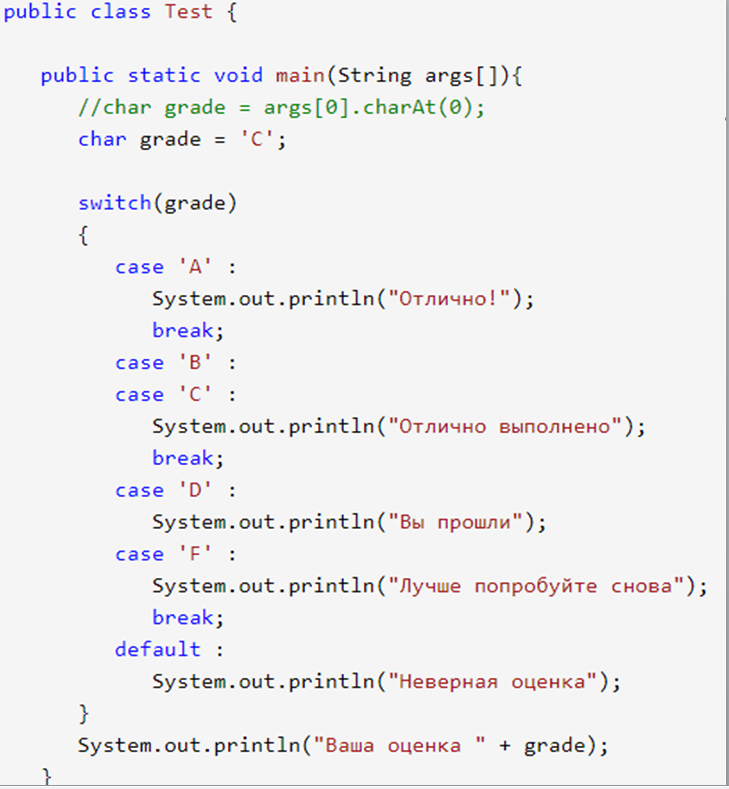 public class Test {
public static void main(String args[]){
//char grade = args[0].charAt(0);
char grade = 'C';
switch(grade)
{
case 'A' :
System.out.println("Отлично!");
break;
case 'B' :
case 'C' :
System.out.println("Отлично выполнено");
break;
case 'D' :
System.out.println("Вы прошли");
case 'F' :
System.out.println("Лучше попробуйте снова");
break;
default :
System.out.println("Неверная оценка");
}
System.out.println("Ваша оценка " + grade);
}